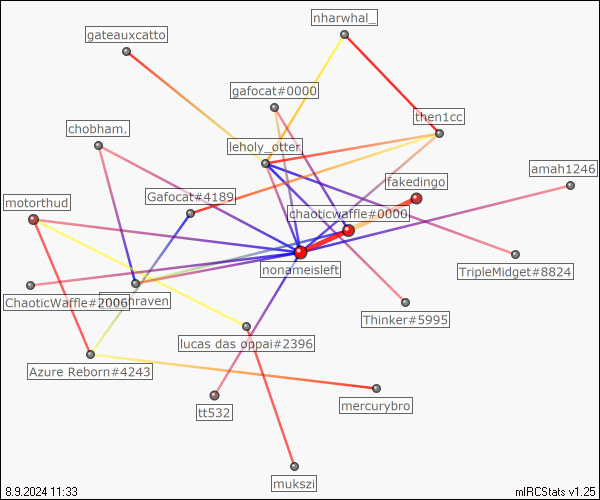 nharwhal_
gateauxcatto
gafocat#0000
then1cc
chobham.
leholy_otter
amah1246
fakedingo
Gafocat#4189
motorthud
chaoticwaffle#0000
nonameisleft
TripleMidget#8824
ChaoticWaffle#2006
hraven
Thinker#5995
lucas das oppai#2396
Azure Reborn#4243
mercurybro
tt532
mukszi
8.9.2024 11:33
mIRCStats v1.25